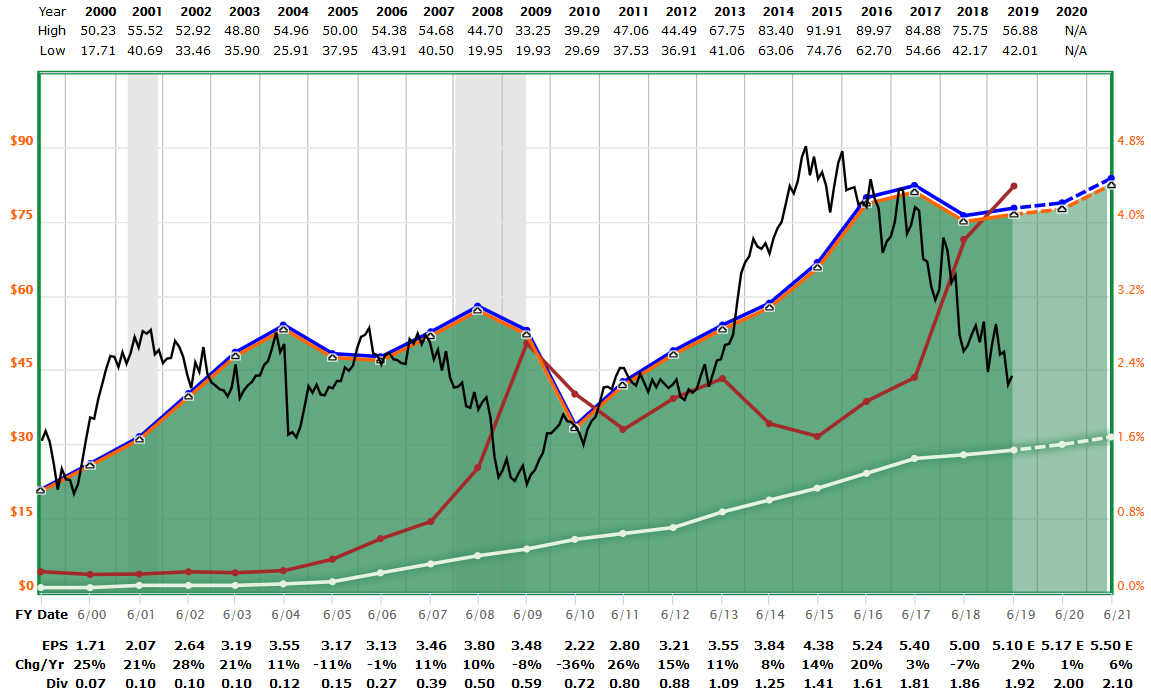 Year 2000 2001 2002 2003 2004 2005 2006 2007 2008 2009 2010 2011 2012 2013 2014 2015 2016 2017 2018 2019 2020
High 50.23 55.52 52.92 48.80 54.96 50.00 54.38 54.68 44.70 33.25 39.29 47.06 44.49 67.75 83.40 91.91 89.97 84.88 75.75 56.88 N/A
Low 17.71 40.69 33.46 35.90 25.91 37.95 43.91 40.50 19.95 19.93 29.69 37.53 36.91 41.06 63.06 74.76 62.70 54.66 42.17 42.01 N/A
$90 4.8%
$75 4.0%
$60 3.2%
$45 2.4%
$30 1.6%
$15 0.8%
$0 0.0%
FY Date 6/00 6/01 6/02 6/03 6/04 6/05 6/06 6/07 6/08 6/09 6/10 6/11 6/12 6/13 6/14 6/15 6/16 6/17 6/18 6/19 6/20 6/21
EPS 1.71 2.07 2.64 3.19 3.55 3.17 3.13 3.46 3.80 3.48 2.22 2.80 3.21 3.55 3.84 4.38 5.24 5.40 5.00 5.10 E 5.17 E 5.50 E
Chg/Yr 25% 21% 28% 21% 11% -11% -1% 11% 10% -8% -36% 26% 15% 11% 8% 14% 20% 3% -7% 2% 1% 6%
Div 0.07 0.10 0.10 0.10 0.12 0.15 0.27 0.39 0.50 0.59 0.72 0.80 0.88 1.09 1.25 1.41 1.61 1.81 1.86 1.92 2.00 2.10